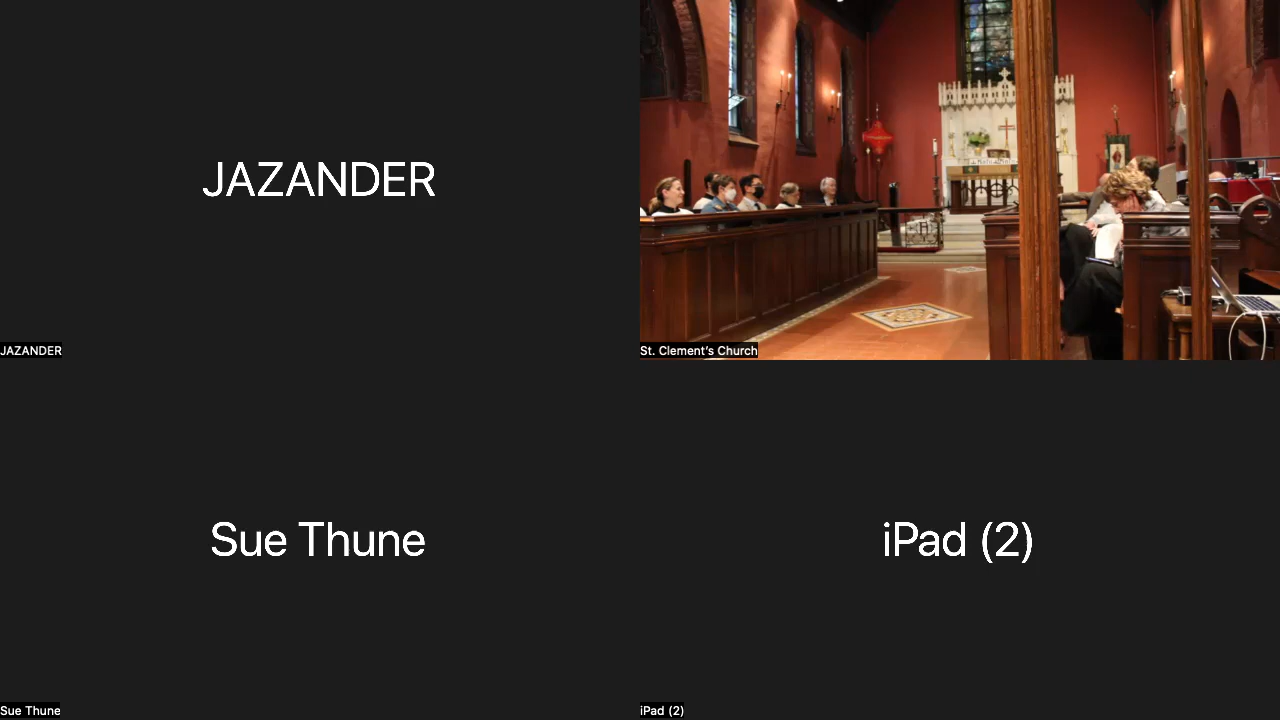 JAZANDER
JAZANDER
St. Clement's Church
Sue Thune
iPad (2)
Sue Thune
iPad (2)